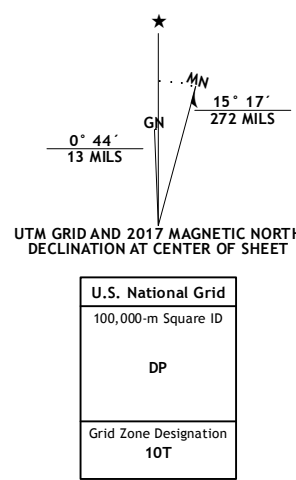 ★
MN
GN
15° 17´
272 MILS
0° 44´
13 MILS
UTM GRID AND 2017 MAGNETIC NORTH
DECLINATION AT CENTER OF SHEET
U.S. National Grid
100,000-m Square ID
DP
Grid Zone Designation
10T